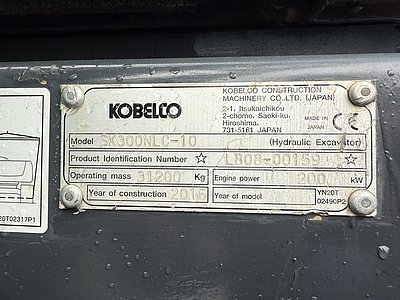 KOBELCO
KOBELCO CONSTRUCTION
MACHINERY CO.,LTD. (JAPAN)
2-1, Itsukaichikou
2-chome, Saeki-ku,
Hiroshima,
731-5161 JAPAN
MADE IN
JAPAN
CE
Model SK300NLC-10 (Hydraulic Excavator)
Product Identification Number ☆ LB08-00159 ☆
Operating mass 31200 Kg Engine power 200 kW
Year of construction 2015 Year of model
YN20T
02490P2
20T02317P1